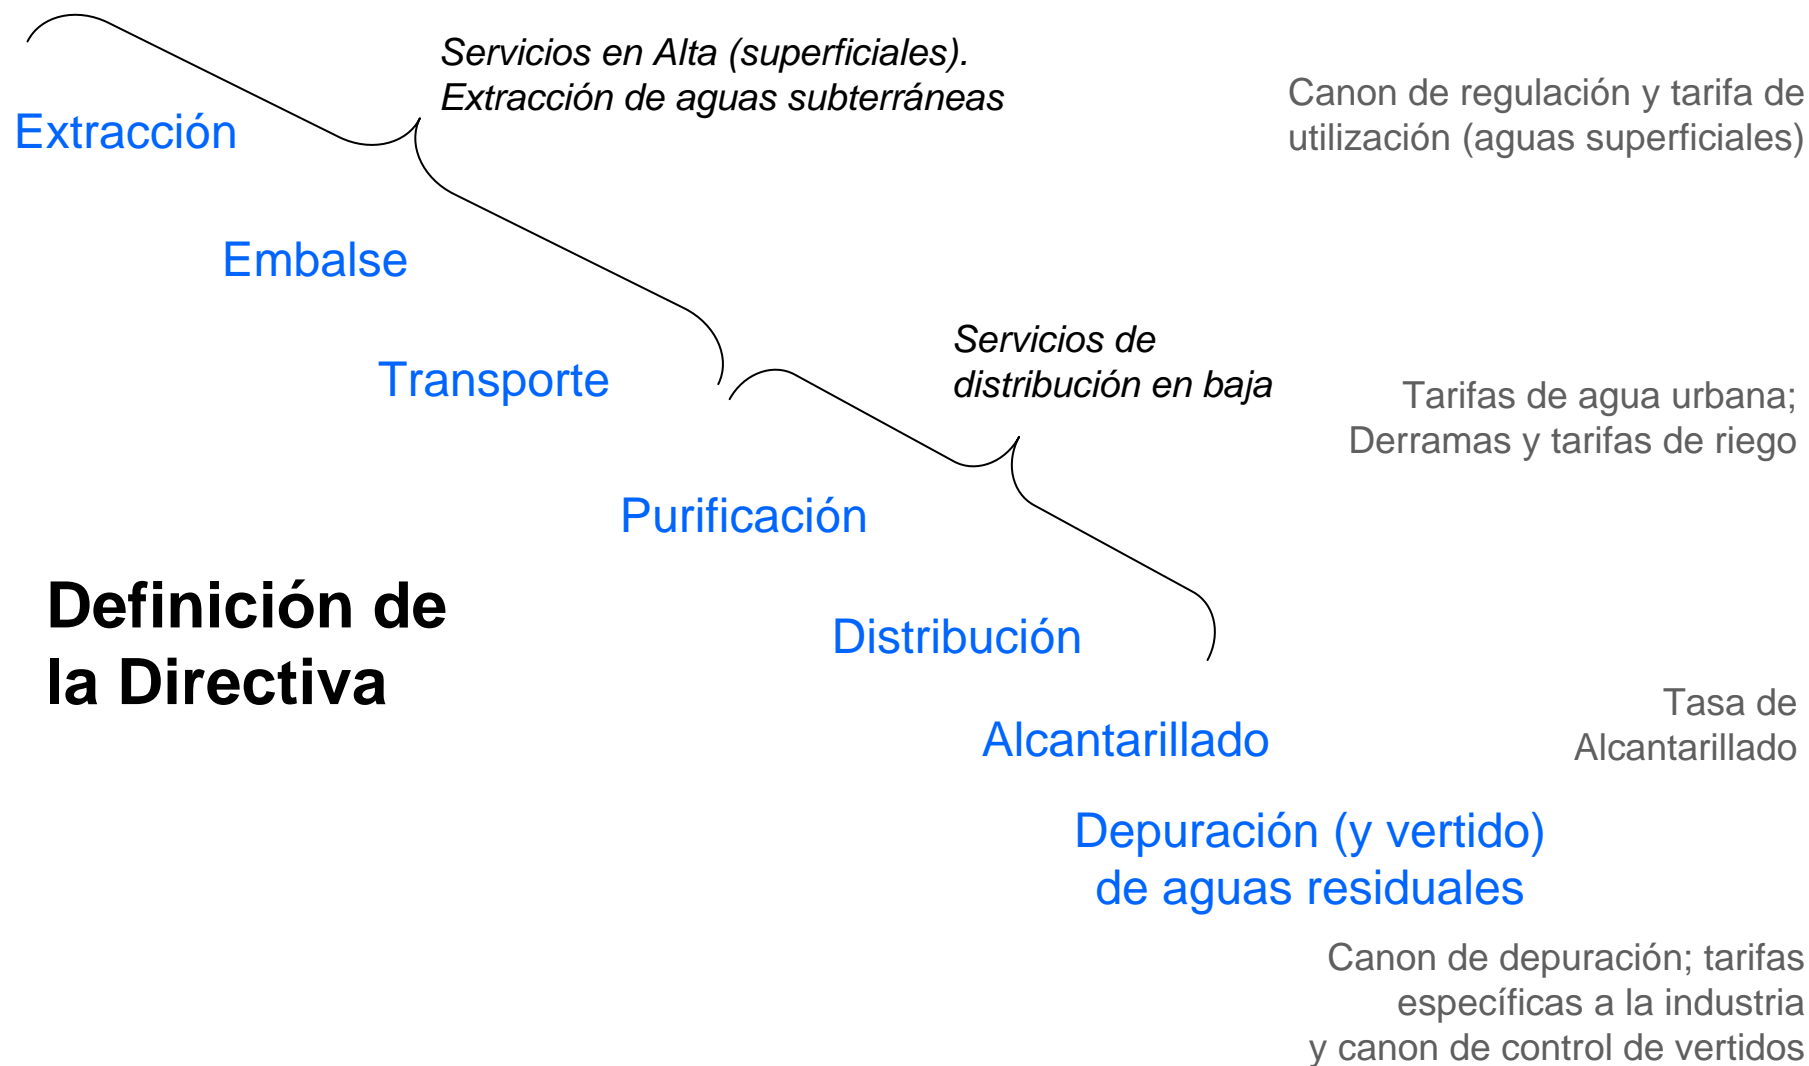 Servicios en Alta (superficiales).
Extracción de aguas subterráneas
Canon de regulación y tarifa de
utilización (aguas superficiales)
Extracción
Embalse
Transporte
Servicios de
distribución en baja
Tarifas de agua urbana;
Derramas y tarifas de riego
Purificación
Definición de
la Directiva
Distribución
Alcantarillado
Tasa de
Alcantarillado
Depuración (y vertido)
de aguas residuales
Canon de depuración; tarifas
específicas a la industria
y canon de control de vertidos